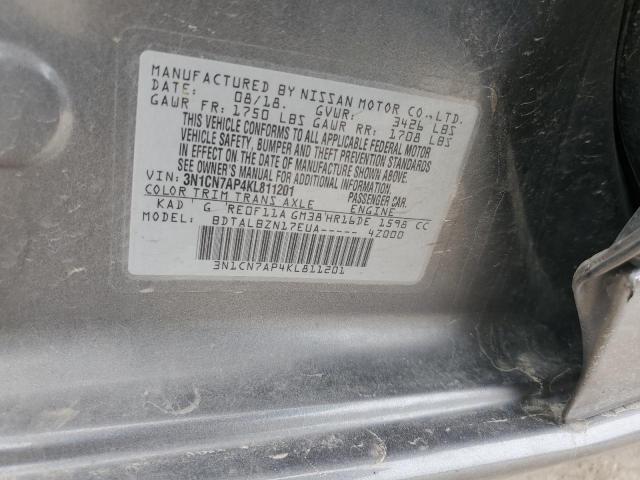 MANUFACTURED BY NISSAN MOTOR CO., LTD.
DATE: 08/18. GVWR: 3426 LBS
GAWR FR: 1750 LBS GAWR RR: 1708 LBS
THIS VEHICLE CONFORMS TO ALL APPLICABLE FEDERAL MOTOR
VEHICLE SAFETY, BUMPER AND THEFT PREVENTION STANDARDS
IN EFFECT ON THE DATE OF MANUFACTURE SHOWN ABOVE.
SEE OWNER'S MANUAL FOR ADDITIONAL INFORMATION.
VIN: 3N1CN7AP4KL811201 PASSENGER CAR
COLOR TRIM TRANS AXLE ENGINE
KAD ' G 'RE0F11A GM38'HR16DE 1598 CC
MODEL: BDTALBZN17EUA----- 4Z000
3N1CN7AP4KL811201